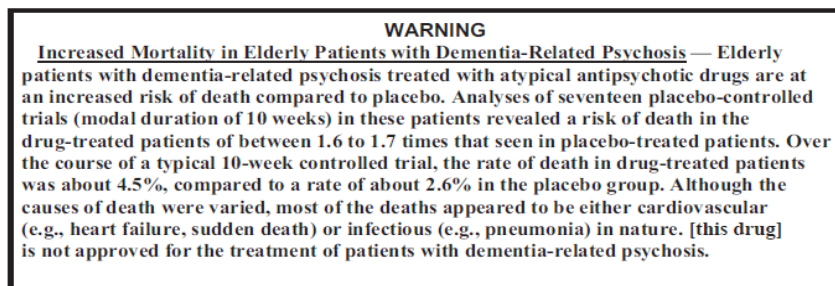 WARNING
Increased Mortality in Elderly Patients with Dementia-Related Psychosis — Elderly
patients with dementia-related psychosis treated with atypical antipsychotic drugs are at
an increased risk of death compared to placebo. Analyses of seventeen placebo-controlled
trials (modal duration of 10 weeks) in these patients revealed a risk of death in the
drug-treated patients of between 1.6 to 1.7 times that seen in placebo-treated patients. Over
the course of a typical 10-week controlled trial, the rate of death in drug-treated patients
was about 4.5%, compared to a rate of about 2.6% in the placebo group. Although the
causes of death were varied, most of the deaths appeared to be either cardiovascular
(e.g., heart failure, sudden death) or infectious (e.g., pneumonia) in nature. [this drug]
is not approved for the treatment of patients with dementia-related psychosis.